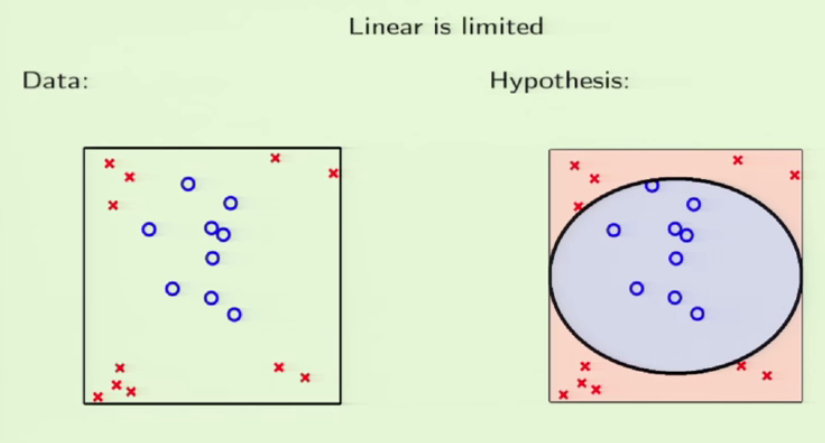 Linear is limited
Data:
Hypothesis: